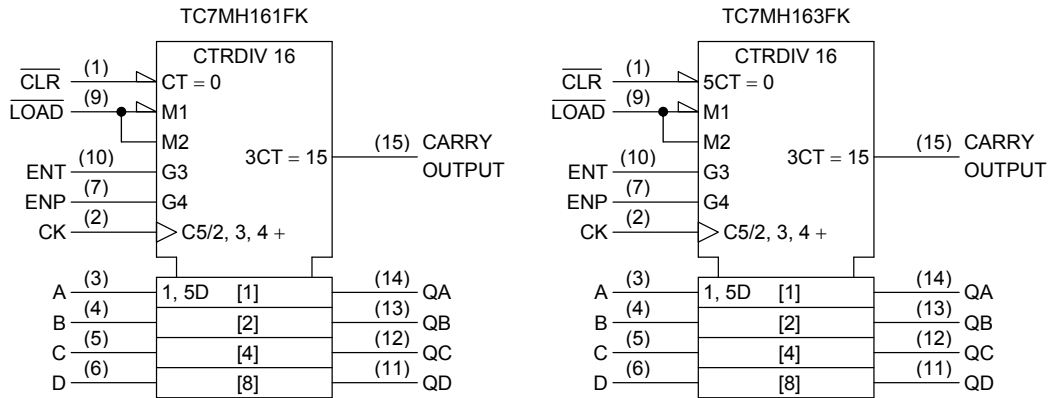 TC7MH161FK
CTRDIV 16
CLR (1) CT = 0
LOAD (9) M1
M2
3CT = 15 (15) CARRY OUTPUT
ENT (10) G3
ENP (7) G4
CK (2) C5/2, 3, 4 +
A (3) 1, 5D [1] (14) QA
B (4) [2] (13) QB
C (5) [4] (12) QC
D (6) [8] (11) QD
TC7MH163FK
CTRDIV 16
CLR (1) 5CT = 0
LOAD (9) M1
M2
3CT = 15 (15) CARRY OUTPUT
ENT (10) G3
ENP (7) G4
CK (2) C5/2, 3, 4 +
A (3) 1, 5D [1] (14) QA
B (4) [2] (13) QB
C (5) [4] (12) QC
D (6) [8] (11) QD